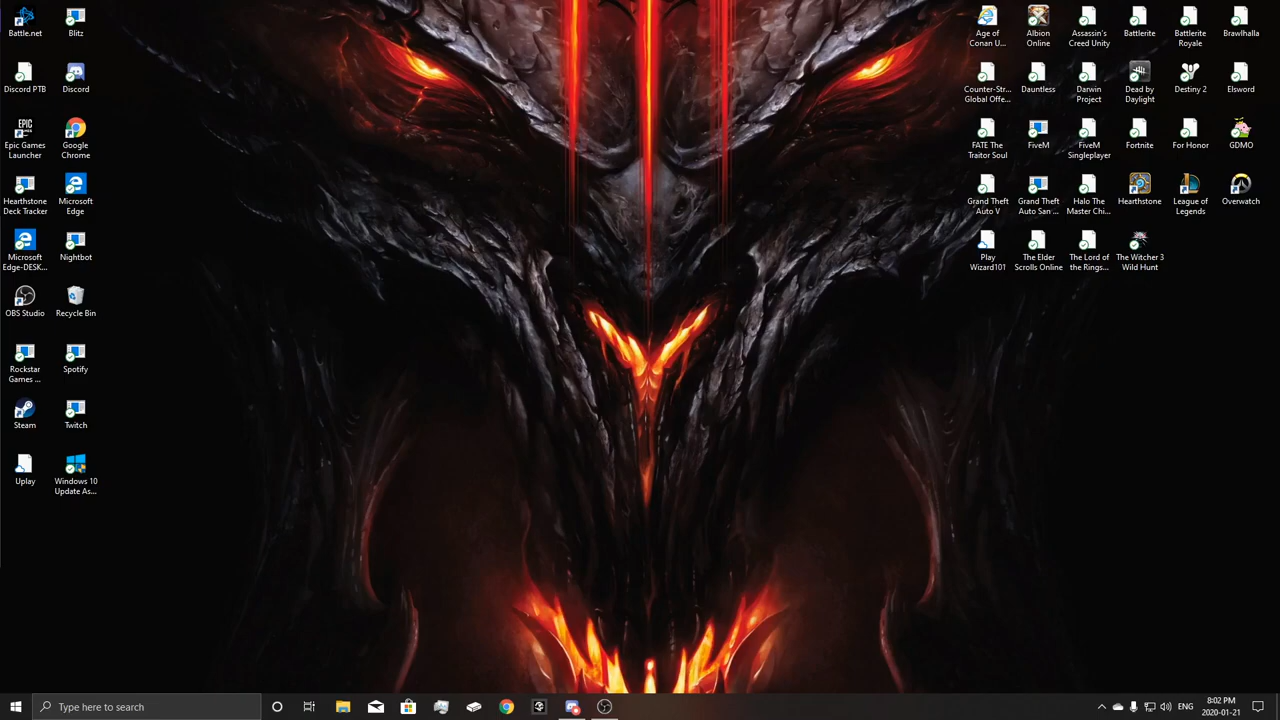 Battle.net
Blitz
Discord PTB
Discord
EPIC
GAMES
Epic Games
Launcher
Google
Chrome
Hearthstone
Deck Tracker
Microsoft
Edge
Microsoft
Edge-DESK...
Nightbot
OBS Studio
Recycle Bin
Rockstar
Games ...
Spotify
Steam
Twitch
Uplay
Windows 10
Update As...
Age of
Conan U...
Albion
Online
Assassin's
Creed Unity
Battlerite
Battlerite
Royale
Brawlhalla
Counter-Str...
Global Offe...
Dauntless
Darwin
Project
Dead by
Daylight
Destiny 2
Elsword
FATE The
Traitor Soul
FiveM
FiveM
Singleplayer
Fortnite
For Honor
GDMO
Grand Theft
Auto V
Grand Theft
Auto San ...
Halo The
Master Chi...
Hearthstone
League of
Legends
Overwatch
Play
Wizard101
The Elder
Scrolls Online
The Lord of
the Rings...
The Witcher 3
Wild Hunt
Type here to search
ENG
8:02 PM
2020-01-21